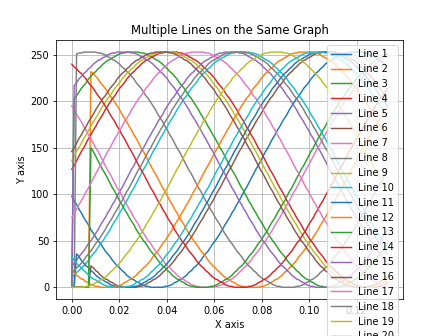 Multiple Lines on the Same Graph
Y axis
250
200
150
100
50
0
0.00
0.02
0.04
0.06
0.08
0.10
X axis
Line 1
Line 2
Line 3
Line 4
Line 5
Line 6
Line 7
Line 8
Line 9
Line 10
Line 11
Line 12
Line 13
Line 14
Line 15
Line 16
Line 18
Line 19
Line 20